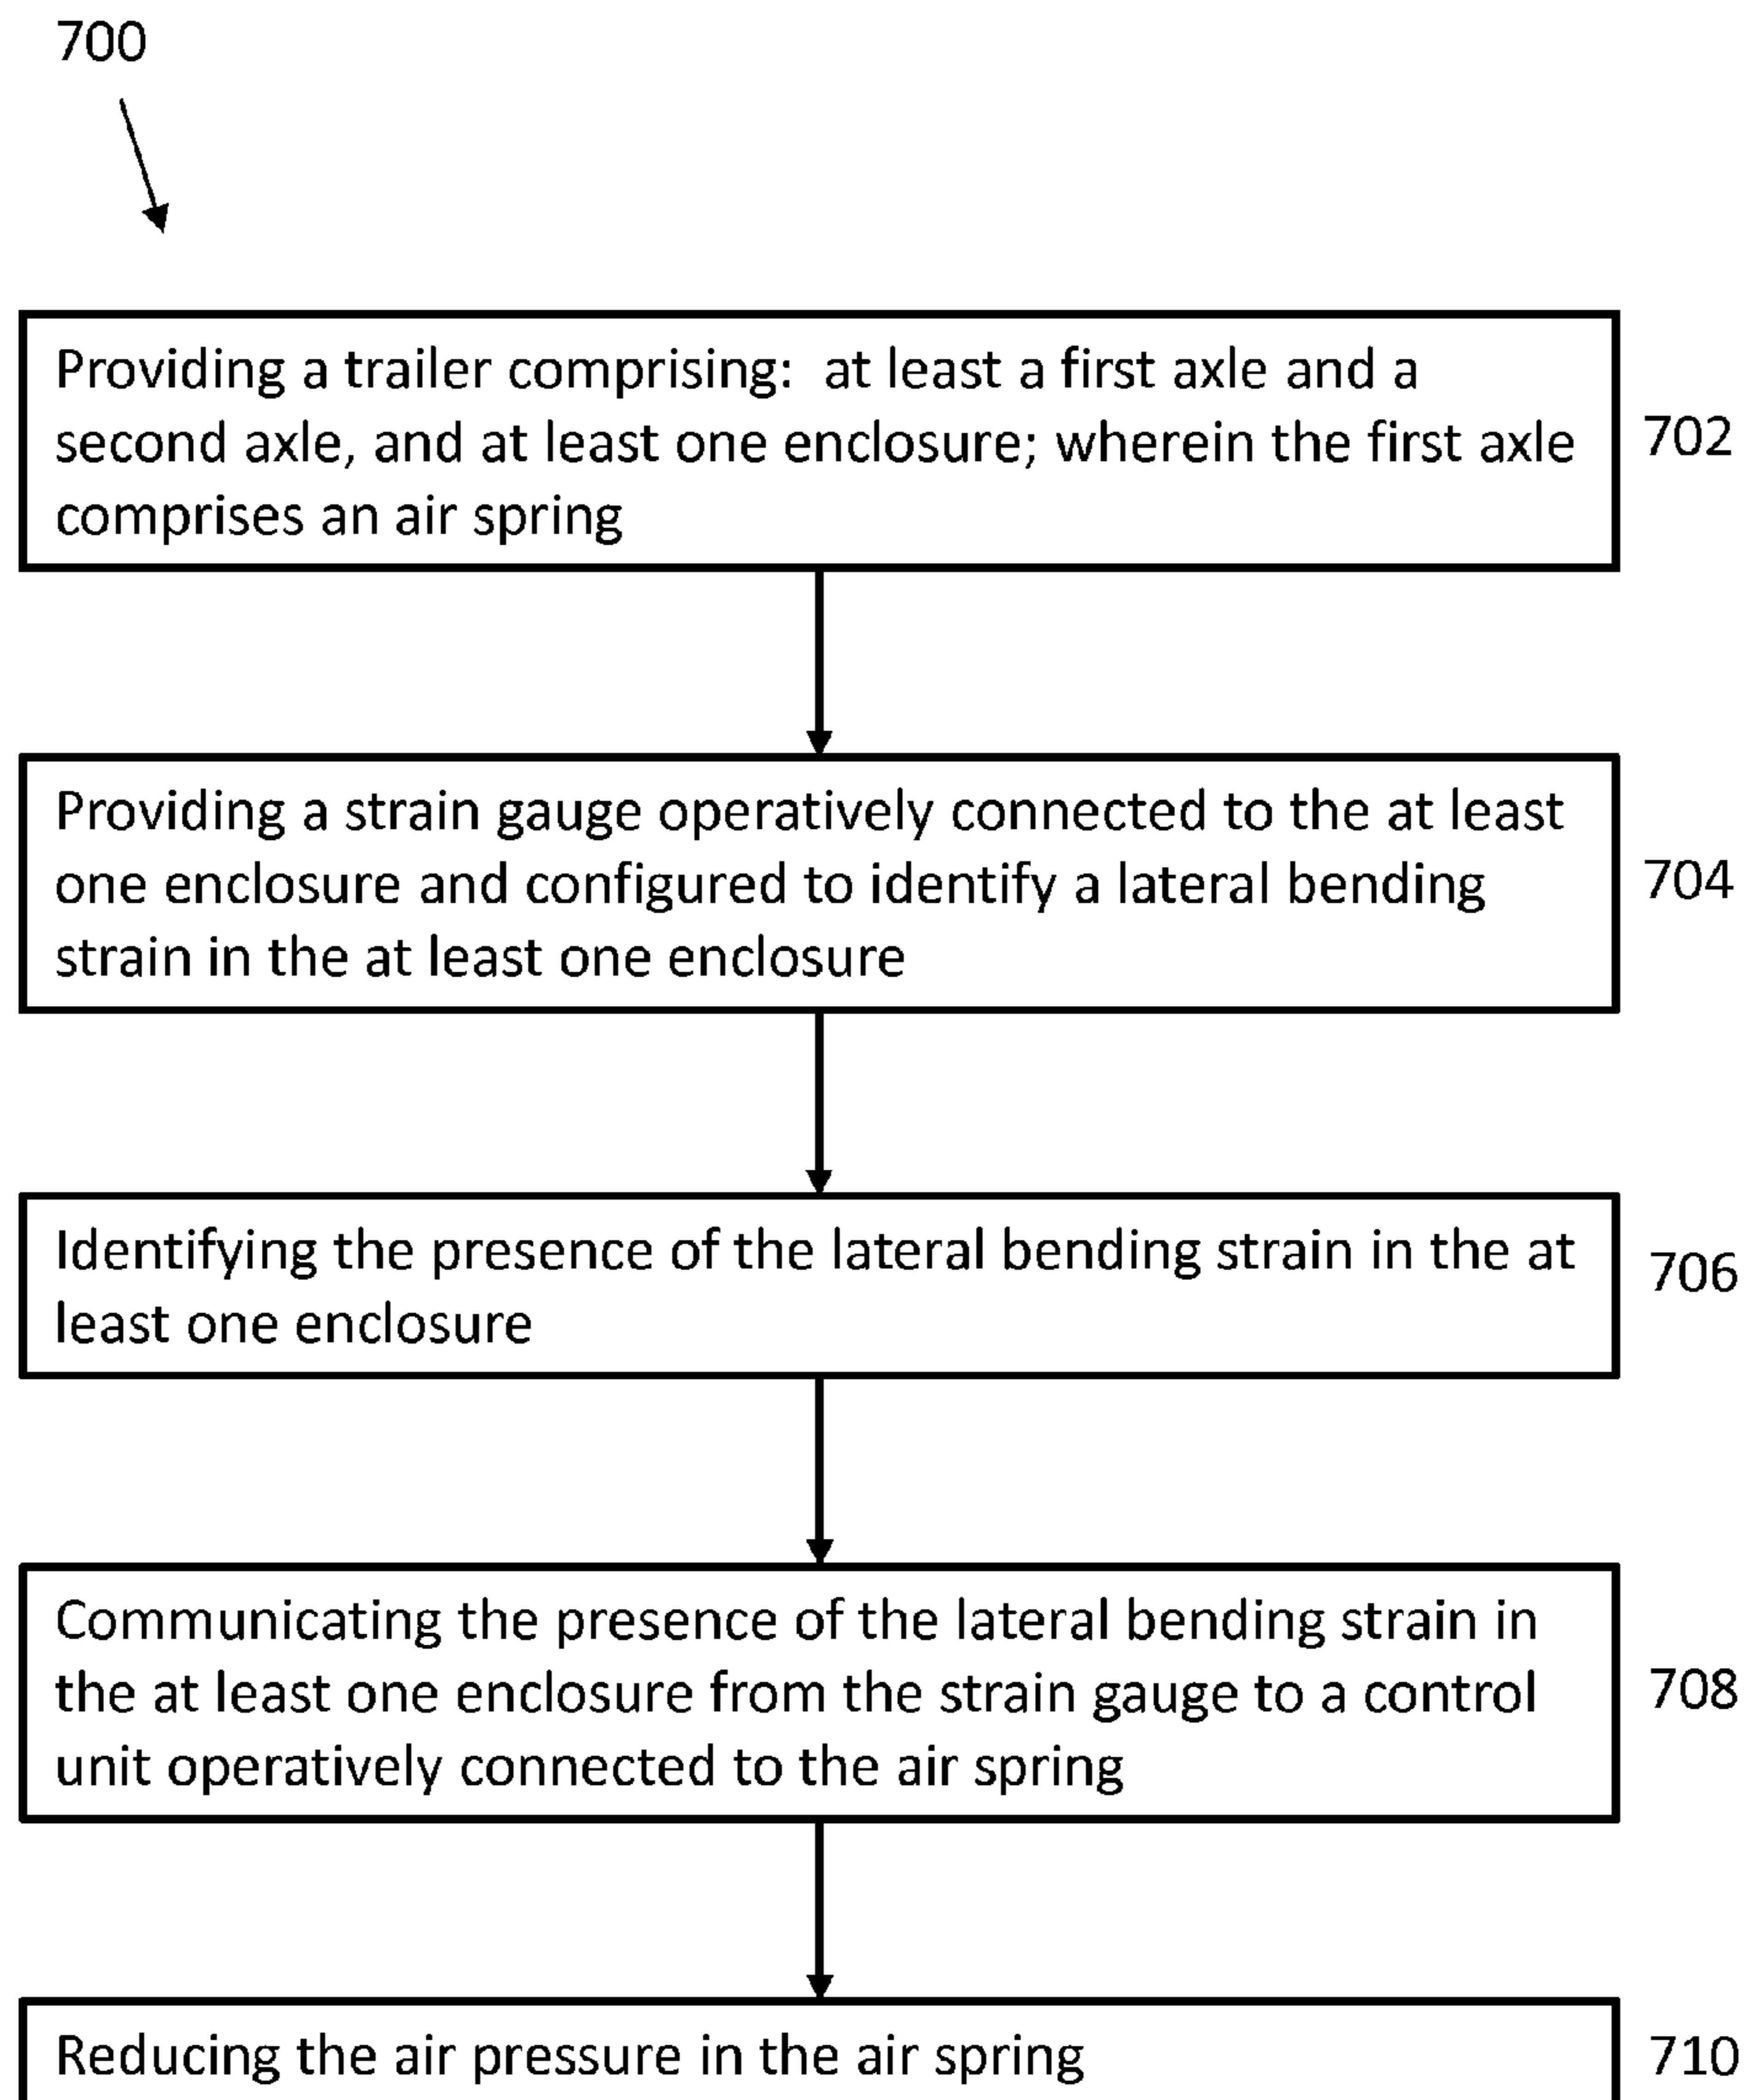 700
Providing a trailer comprising: at least a first axle and a
second axle, and at least one enclosure; wherein the first axle
comprises an air spring
702
Providing a strain gauge operatively connected to the at least
one enclosure and configured to identify a lateral bending
strain in the at least one enclosure
704
Identifying the presence of the lateral bending strain in the at
least one enclosure
706
Communicating the presence of the lateral bending strain in
the at least one enclosure from the strain gauge to a control
unit operatively connected to the air spring
708
Reducing the air pressure in the air spring
710